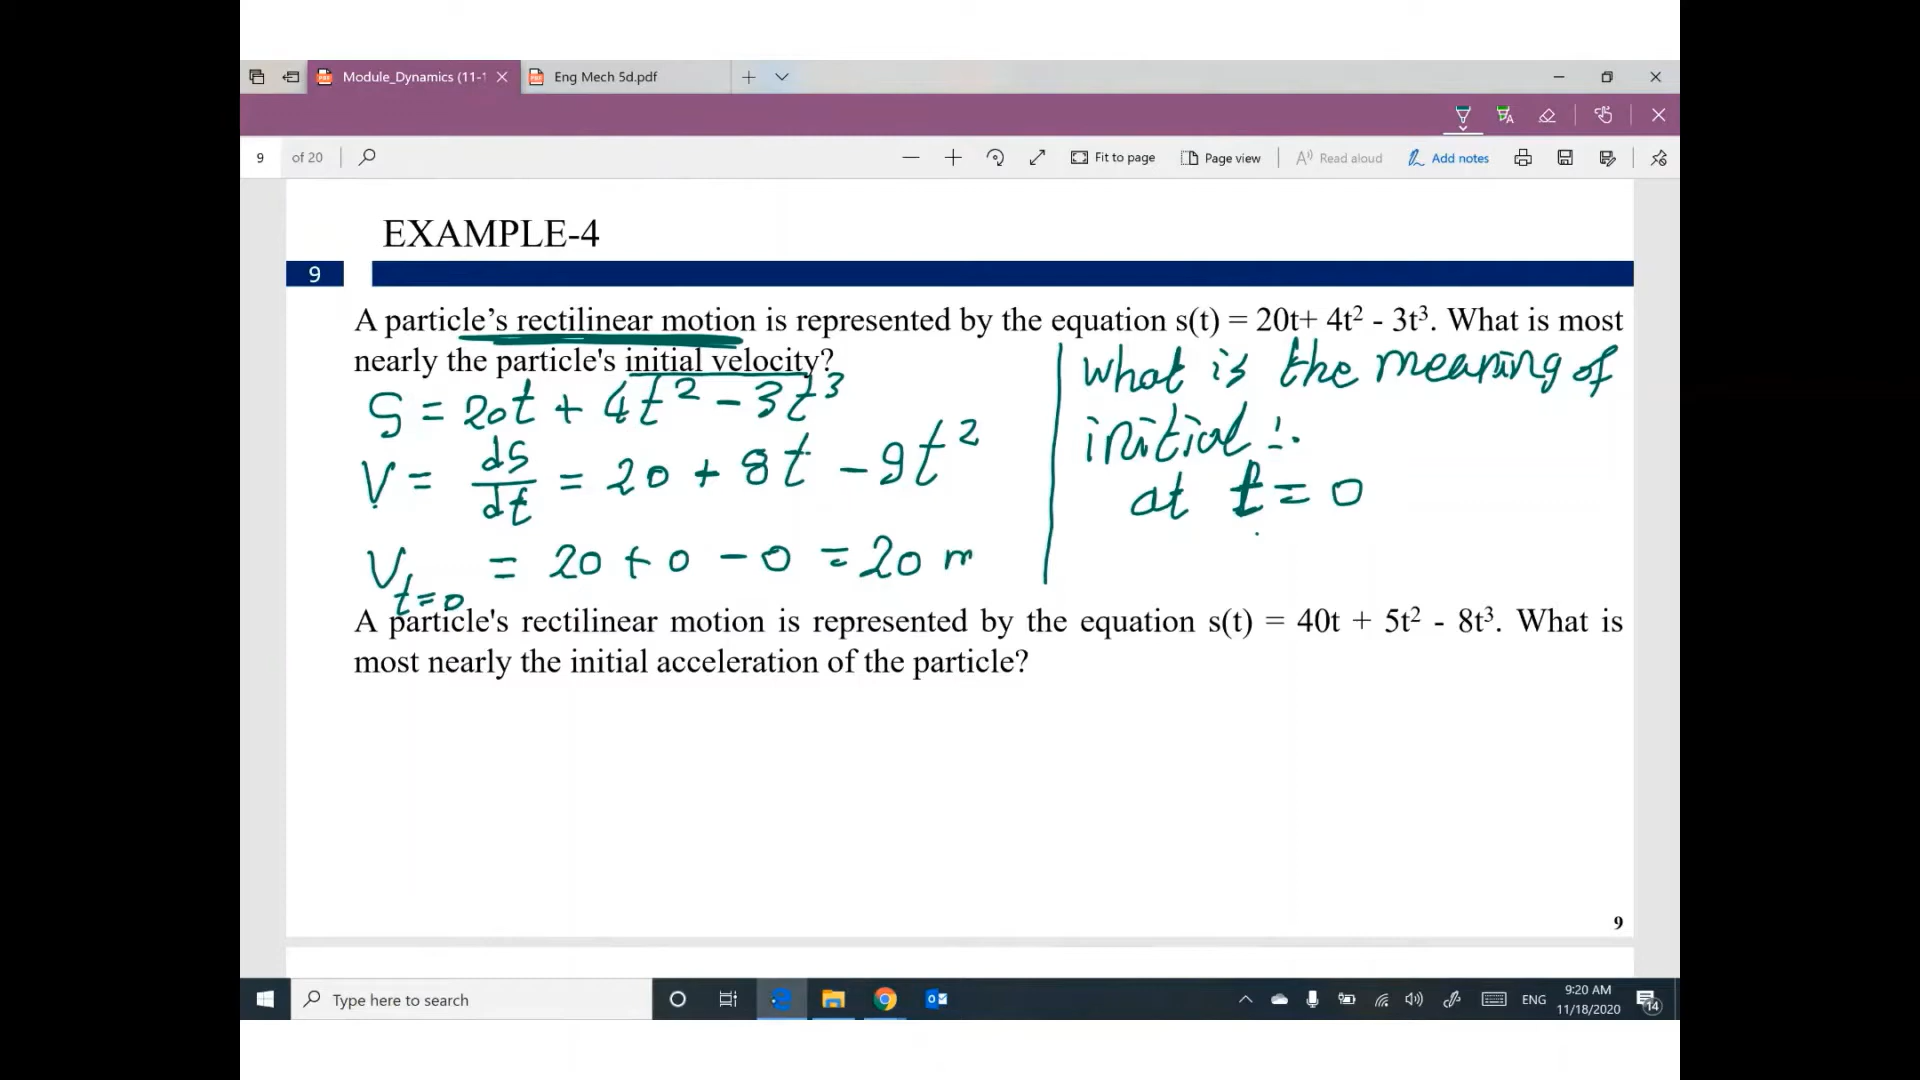 Module_Dynamics (11-1
Eng Mech 5d.pdf
9 of 20
Fit to page
Page view
Read aloud
Add notes
EXAMPLE-4
9
A particle's rectilinear motion is represented by the equation s(t) = 20t+ 4t² - 3t³. What is most
nearly the particle's initial velocity?
S = 20t + 4t² - 3t³
V = ds/dt = 20 + 8t - 9t²
V t=0 = 20 + 0 - 0 = 20 m
what is the meaning of
initial :.
at t = 0
A particle's rectilinear motion is represented by the equation s(t) = 40t + 5t² - 8t³. What is
most nearly the initial acceleration of the particle?
9
Type here to search
ENG
9:20 AM
11/18/2020
14